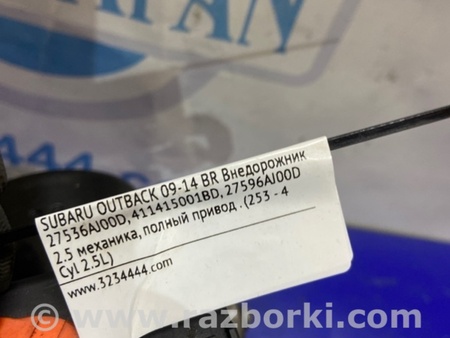 SUBARU OUTBACK 09-14 BR Внедорожник
27536AJ00D, 411415001BD, 27596AJ00D
2.5 механика, полный привод . (253 - 4
Cyl 2.5L)
www.3234444.com
www.razborki.com